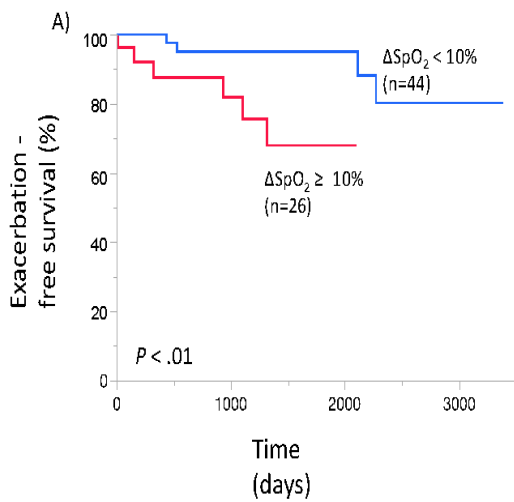 A)
Exacerbation -
free survival (%)
100
80
60
40
20
0
ΔSpO₂ < 10%
(n=44)
ΔSpO₂ ≥ 10%
(n=26)
P < .01
0 1000 2000 3000
Time
(days)